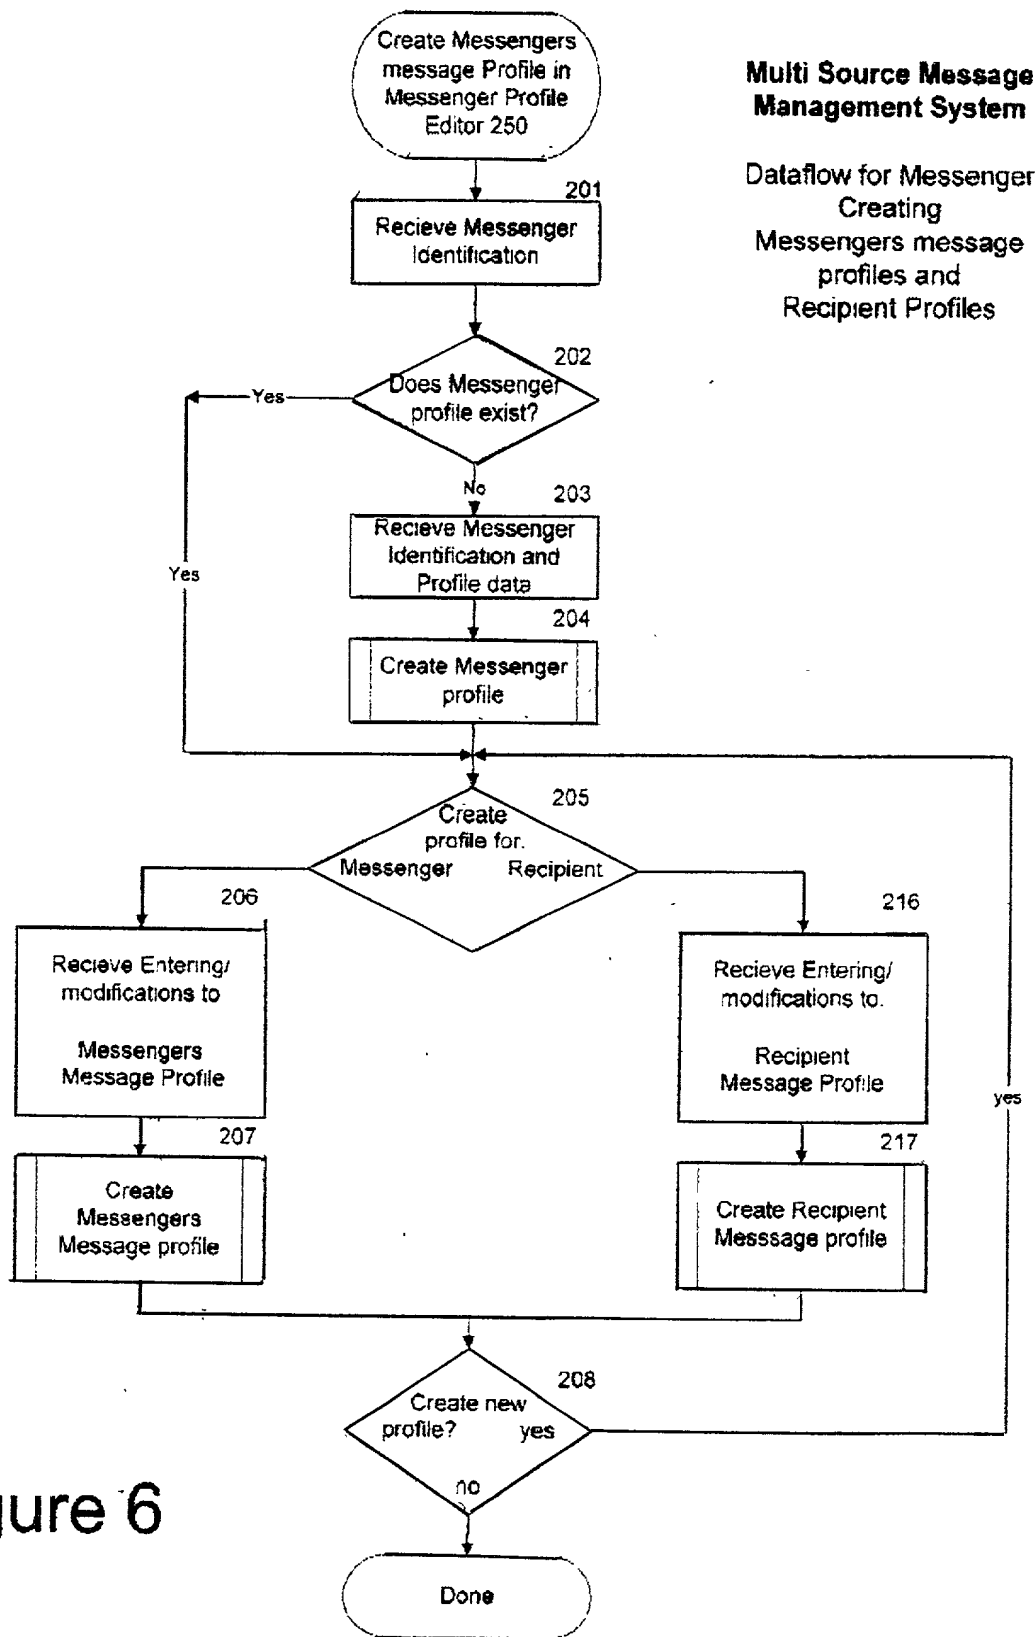 Create Messengers
message Profile in
Messenger Profile
Editor 250
Multi Source Message
Management System
Dataflow for Messenger
Creating
Messengers message
profiles and
Recipient Profiles
201
Recieve Messenger
Identification
202
Does Messenger
profile exist?
Yes
No
Yes
203
Recieve Messenger
Identification and
Profile data
204
Create Messenger
profile
205
Create
profile for.
Messenger Recipient
206
Recieve Entering/
modifications to
Messengers
Message Profile
216
Recieve Entering/
modifications to.
Recipient
Message Profile
yes
207
Create
Messengers
Message profile
217
Create Recipient
Messsage profile
208
Create new
profile? yes
no
gure 6
Done